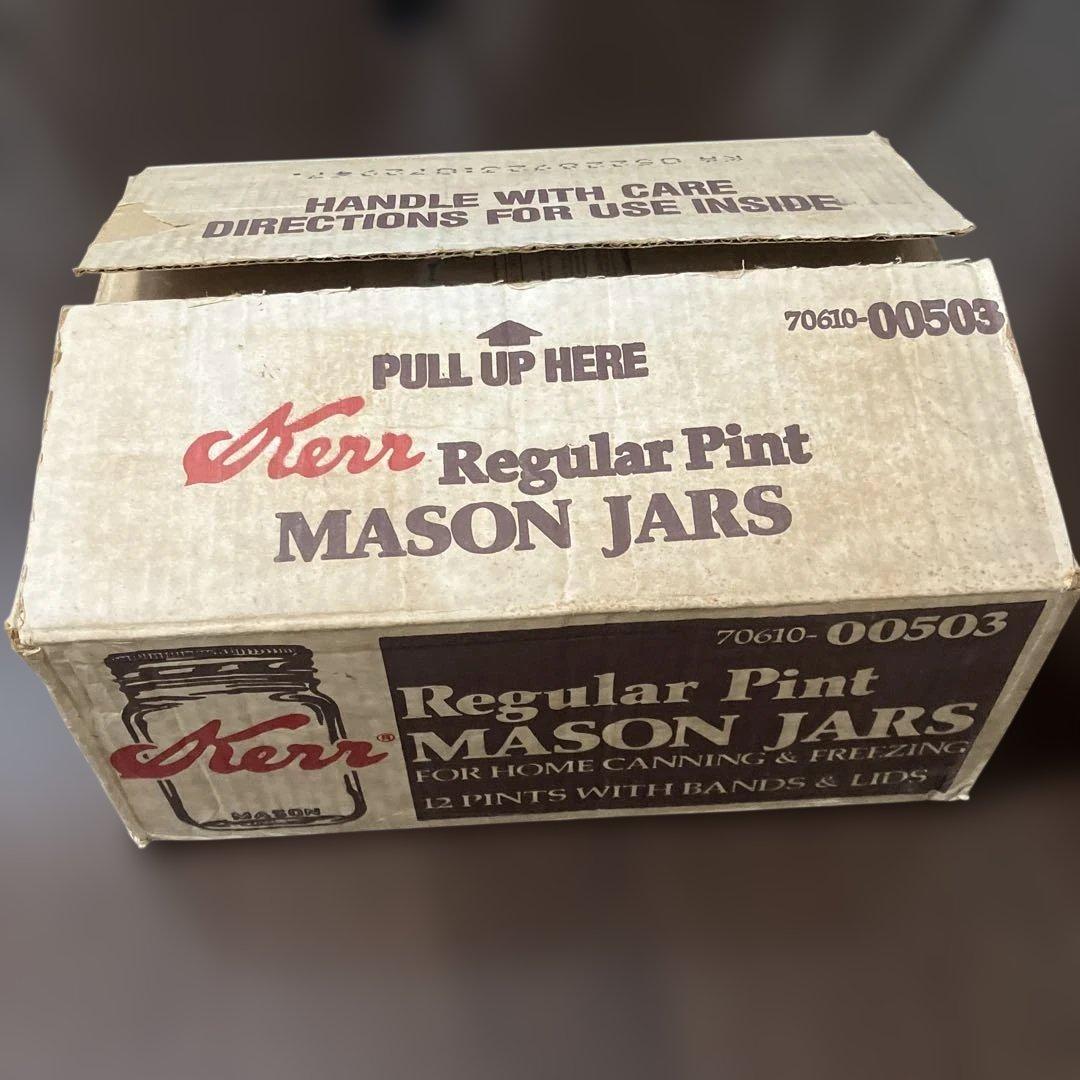 HANDLE WITH CARE
DIRECTIONS FOR USE INSIDE
70610-00503
PULL UP HERE
Kerr Regular Pint
MASON JARS
70610-00503
Regular Pint
MASON JARS
FOR HOME CANNING & FREEZING
12 PINTS WITH BANDS & LIDS
Kerr®
MASON